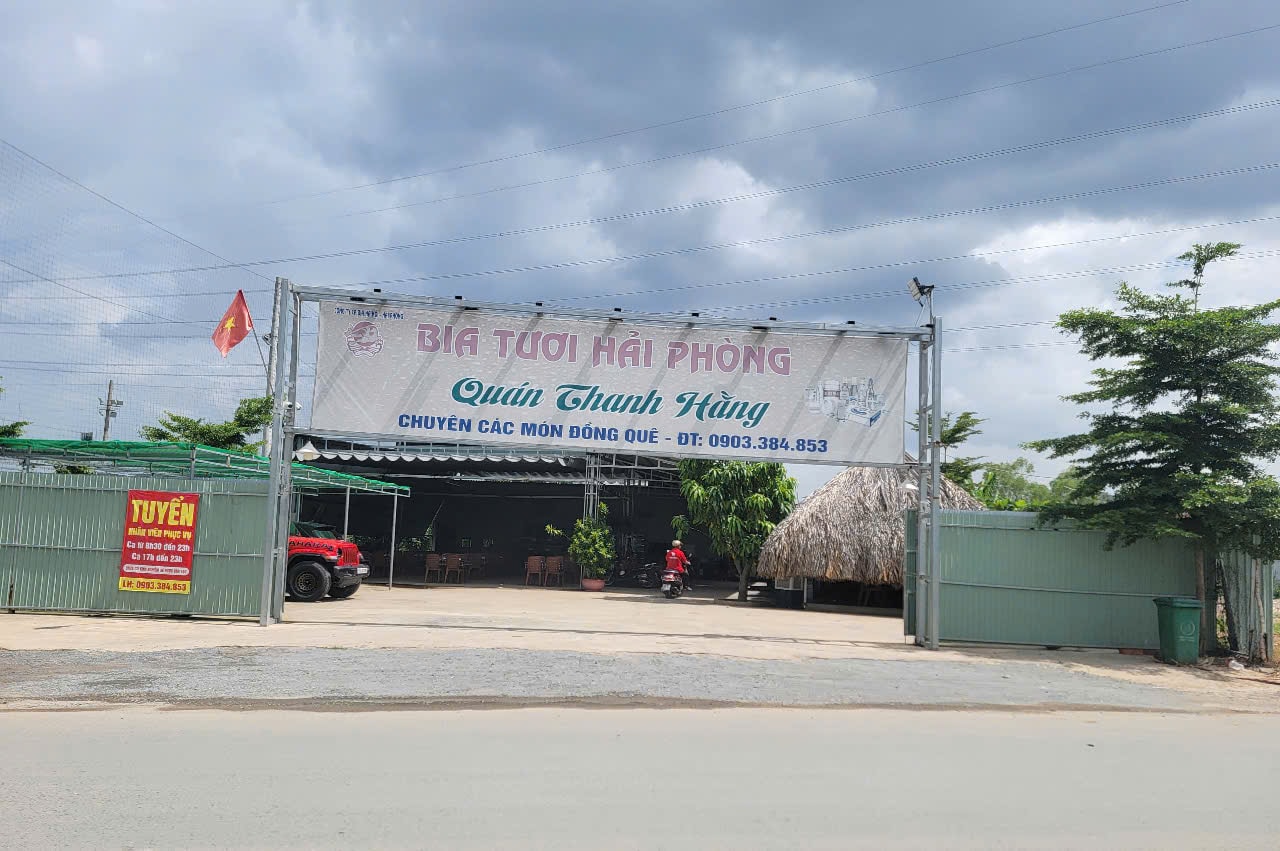 BIA TƯƠI HẢI PHÒNG
Quán Thanh Hằng
CHUYÊN CÁC MÓN ĐỒNG QUÊ - ĐT: 0903.384.853
TUYỂN
NHÂN VIÊN PHỤC VỤ
Ca từ 8h30 đến 23h
Ca 17h đến 23h
LH: 0903.384.853